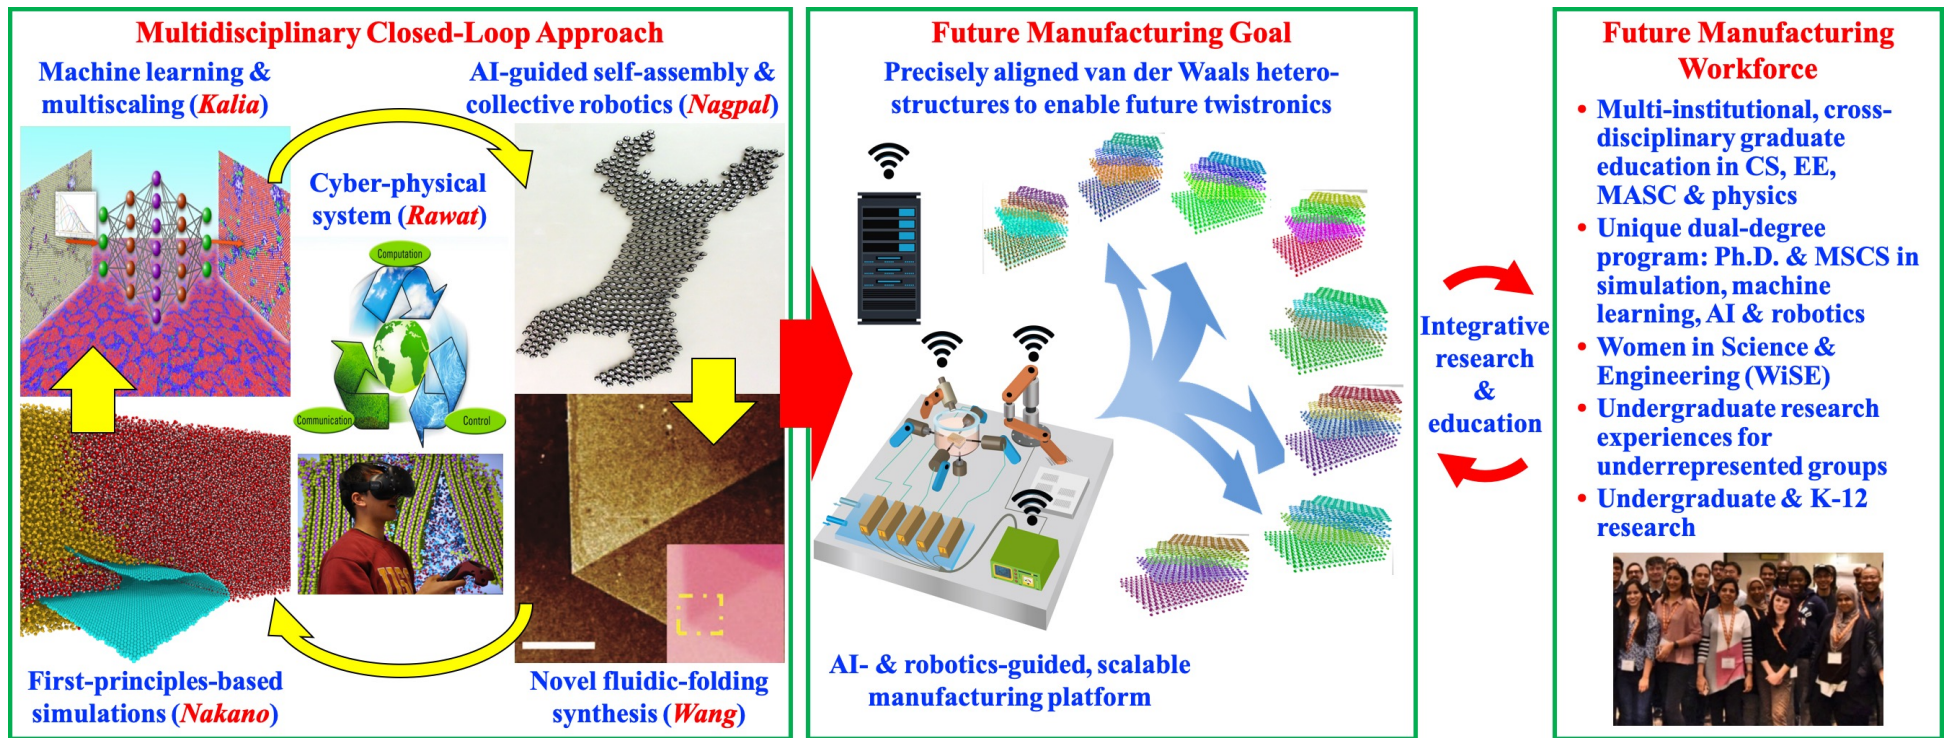 Multidisciplinary Closed-Loop Approach
Machine learning &
multiscaling (Kalia)
AI-guided self-assembly &
collective robotics (Nagpal)
Cyber-physical
system (Rawat)
Computation
Communication
Control
First-principles-based
simulations (Nakano)
Novel fluidic-folding
synthesis (Wang)
Future Manufacturing Goal
Precisely aligned van der Waals hetero-
structures to enable future twistronics
AI- & robotics-guided, scalable
manufacturing platform
Integrative
research
&
education
Future Manufacturing
Workforce
• Multi-institutional, cross-
disciplinary graduate
education in CS, EE,
MASC & physics
• Unique dual-degree
program: Ph.D. & MSCS in
simulation, machine
learning, AI & robotics
• Women in Science &
Engineering (WiSE)
• Undergraduate research
experiences for
underrepresented groups
• Undergraduate & K-12
research